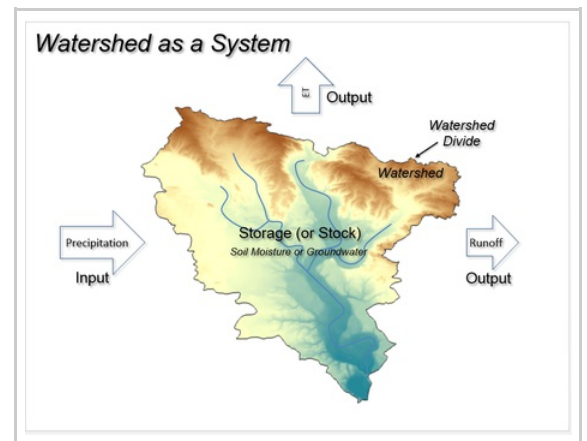 Watershed as a System
ET
Output
Watershed
Divide
Watershed
Storage (or Stock)
Soil Moisture or Groundwater
Precipitation
Input
Runoff
Output